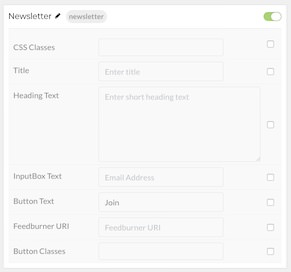 Newsletter newsletter
CSS Classes
Title Enter title
Heading Text Enter short heading text
InputBox Text Email Address
Button Text Join
Feedburner URI Feedburner URI
Button Classes